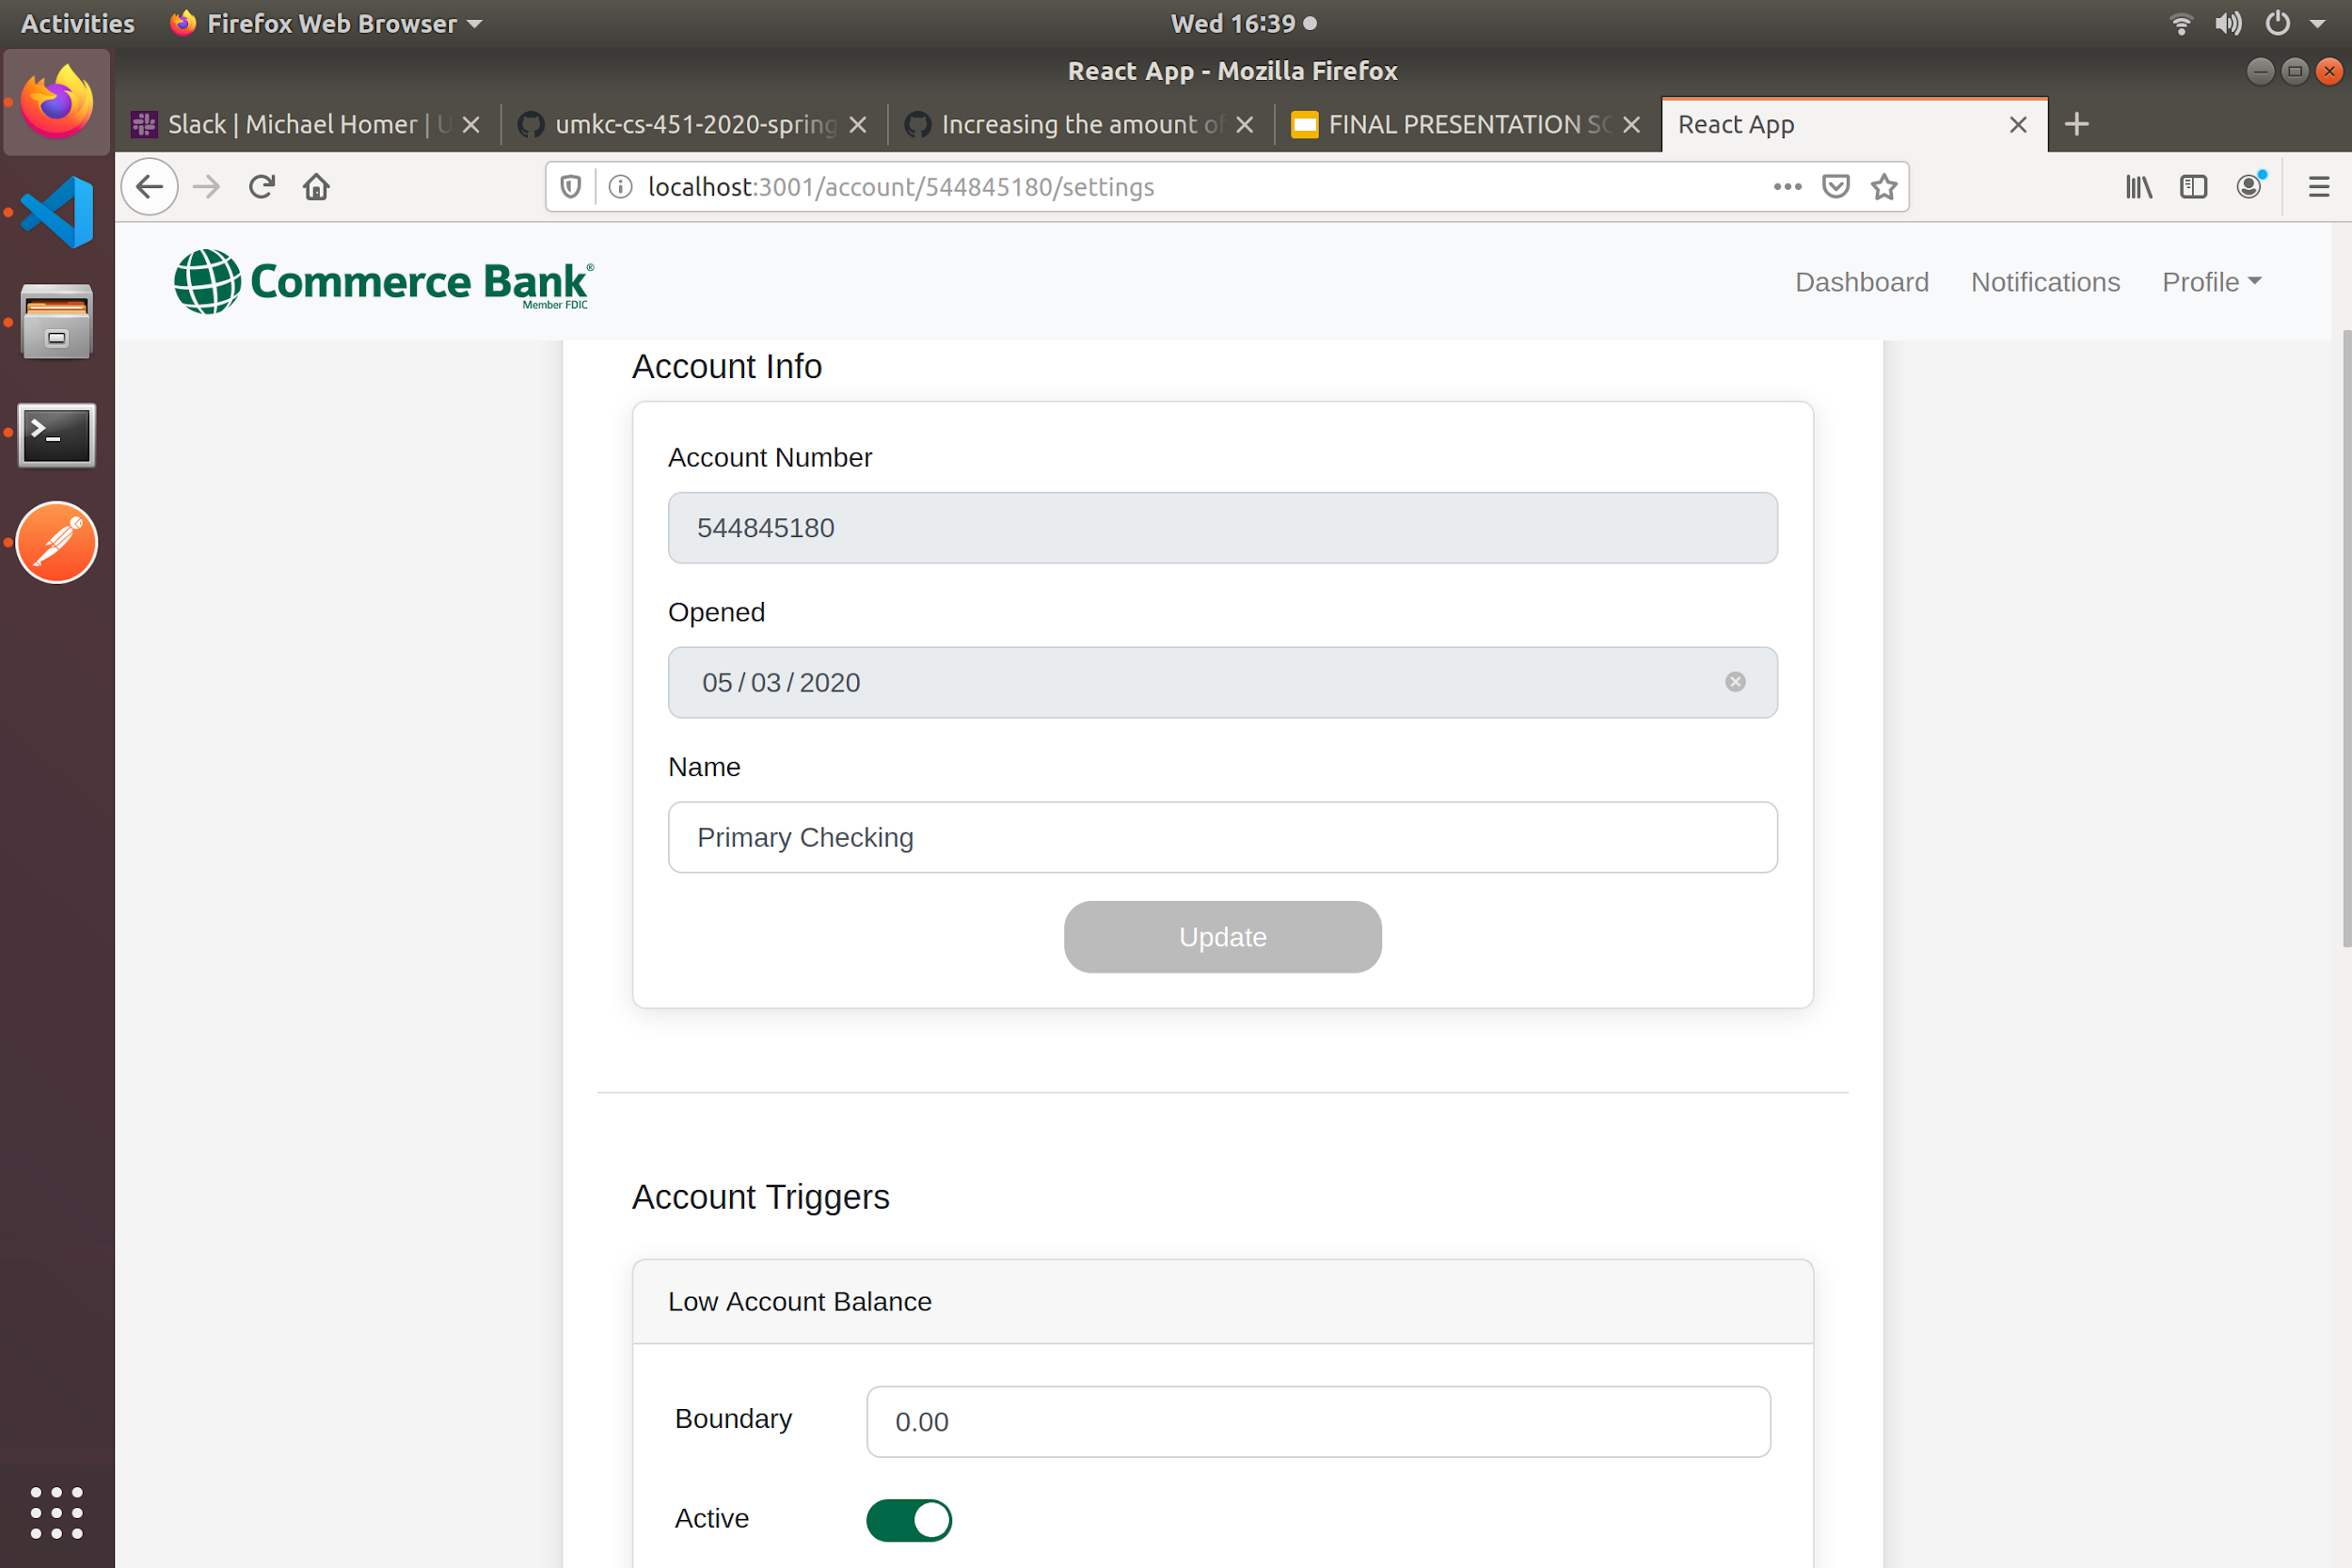 Activities Firefox Web Browser Wed 16:39
React App - Mozilla Firefox
Slack | Michael Homer | U umkc-cs-451-2020-spring Increasing the amount of FINAL PRESENTATION SC React App
localhost:3001/account/544845180/settings
Commerce Bank®
Member FDIC
Dashboard Notifications Profile
Account Info
Account Number
544845180
Opened
05 / 03 / 2020
Name
Primary Checking
Update
Account Triggers
Low Account Balance
Boundary 0.00
Active